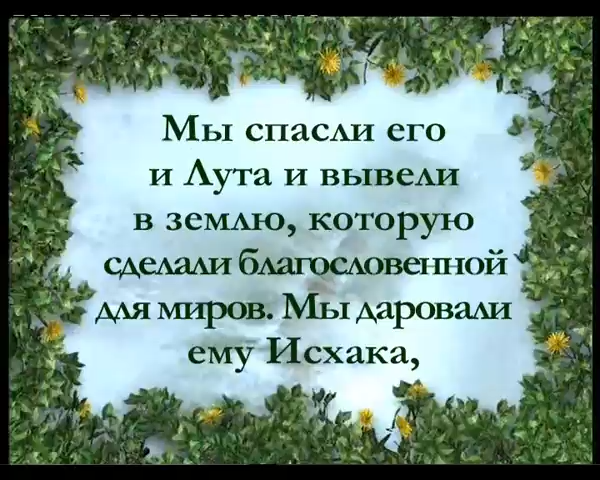 Мы спасли его
и Лута и вывели
в землю, которую
сделали благословенной
для миров. Мы даровали
ему Исхака,